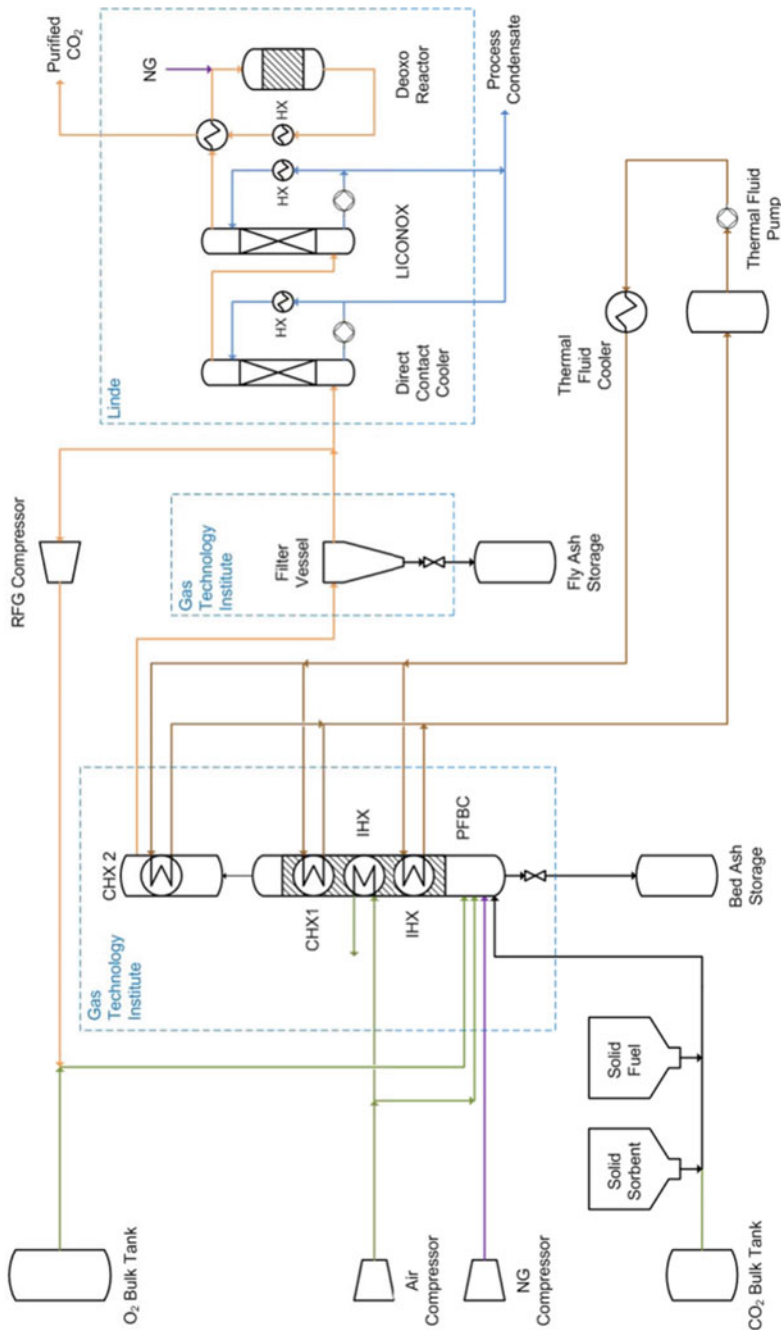 O2 Bulk Tank
Air
Compressor
NG
Compressor
CO2 Bulk Tank
Solid
Sorbent
Solid
Fuel
Gas
Technology
Institute
CHX 2
CHX1
IHX
IHX
PFBC
Bed Ash
Storage
RFG Compressor
Gas
Technology
Institute
Filter
Vessel
Fly Ash
Storage
Linde
Direct
Contact
Cooler
HX
LICONOX
HX
HX
Deoxo
Reactor
NG
Purified
CO2
Process
Condensate
Thermal
Fluid
Cooler
Thermal Fluid
Pump